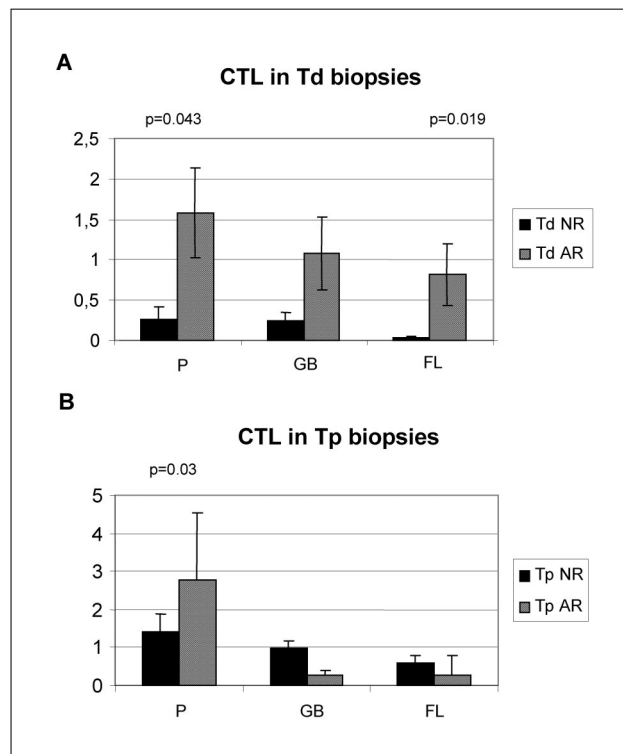 A
CTL in Td biopsies
p=0.043 p=0.019
2,5
2
1,5
1
0,5
0
P GB FL
Td NR
Td AR
B
CTL in Tp biopsies
p=0.03
5
4
3
2
1
0
P GB FL
Tp NR
Tp AR